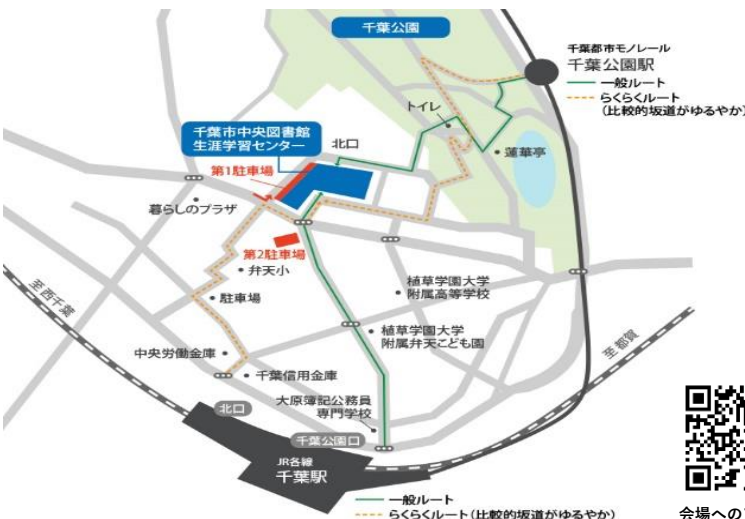 千葉公園
千葉都市モノレール
千葉公園駅
一般ルート
らくらくルート
(比較的坂道がゆるやか)
トイレ
千葉市中央図書館
生涯学習センター
北口
蓮華亭
第1駐車場
暮らしのプラザ
第2駐車場
弁天小
植草学園大学
附属高等学校
駐車場
至西千葉
植草学園大学
附属弁天こども園
至都賀
中央労働金庫
千葉信用金庫
大原簿記公務員
専門学校
北口
千葉公園口
JR各線
千葉駅
一般ルート
らくらくルート(比較的坂道がゆるやか)
会場への